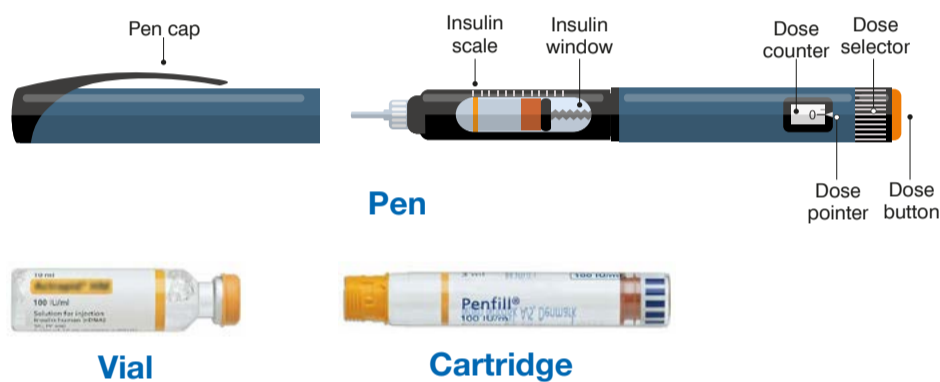 Pen cap
Insulin
scale
Insulin
window
Dose
counter
Dose
selector
0
Dose
pointer
Dose
button
Pen
10 ml
100 IU/ml
Solution for injection
Penfill®
100 IU/ml
Denmark
Vial
Cartridge